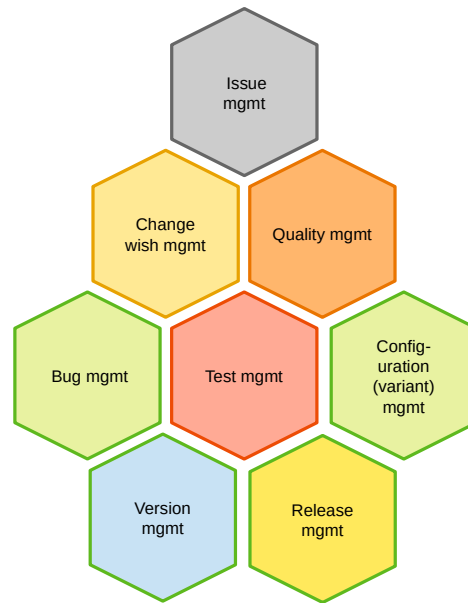 Issue
mgmt
Change
wish mgmt
Quality mgmt
Bug mgmt
Test mgmt
Config-
uration
(variant)
mgmt
Version
mgmt
Release
mgmt